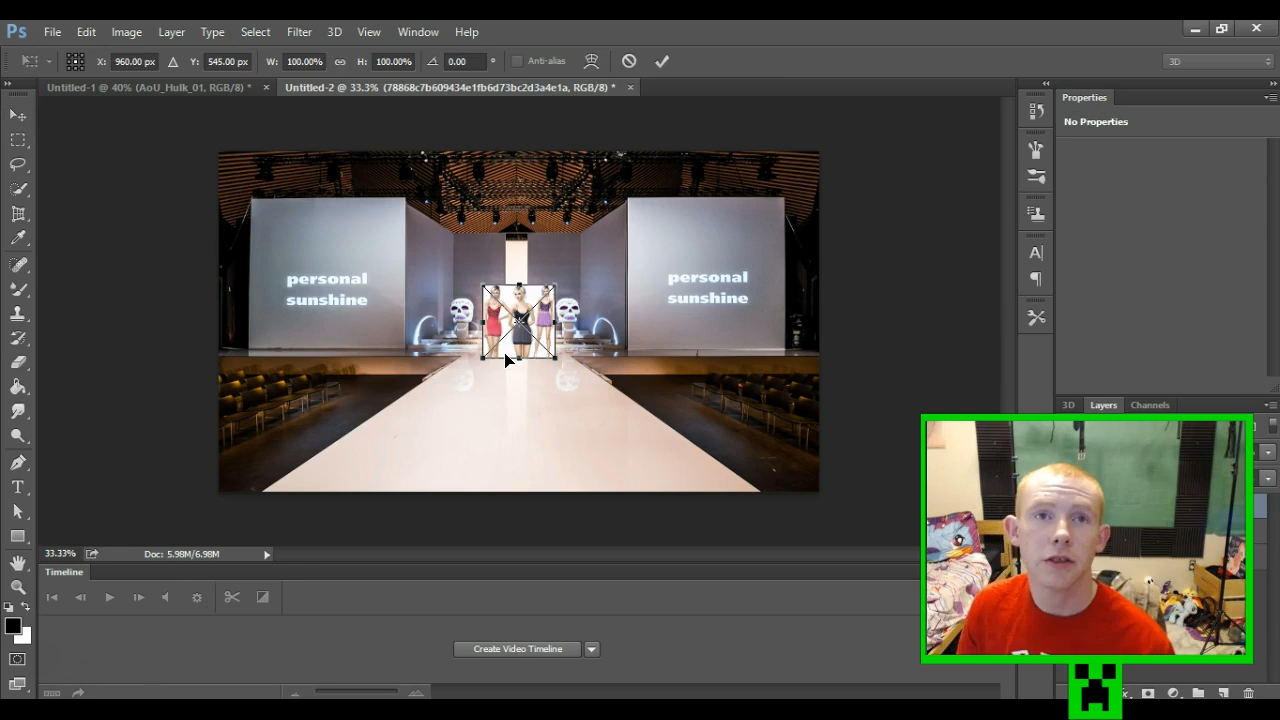 Ps File Edit Image Layer Type Select Filter 3D View Window Help
X: 960.00 px Y: 545.00 px W: 100.00% H: 100.00% 0.00 ° Anti-alias 3D
Untitled-1 @ 40% (AoU_Hulk_01, RGB/8) * × Untitled-2 @ 33.3% (78868c7b609434e1fb6d73bc2d3a4e1a, RGB/8) * ×
Properties
No Properties
personal
sunshine
personal
sunshine
3D Layers Channels
33.33% Doc: 5.98M/6.98M
Timeline
Create Video Timeline